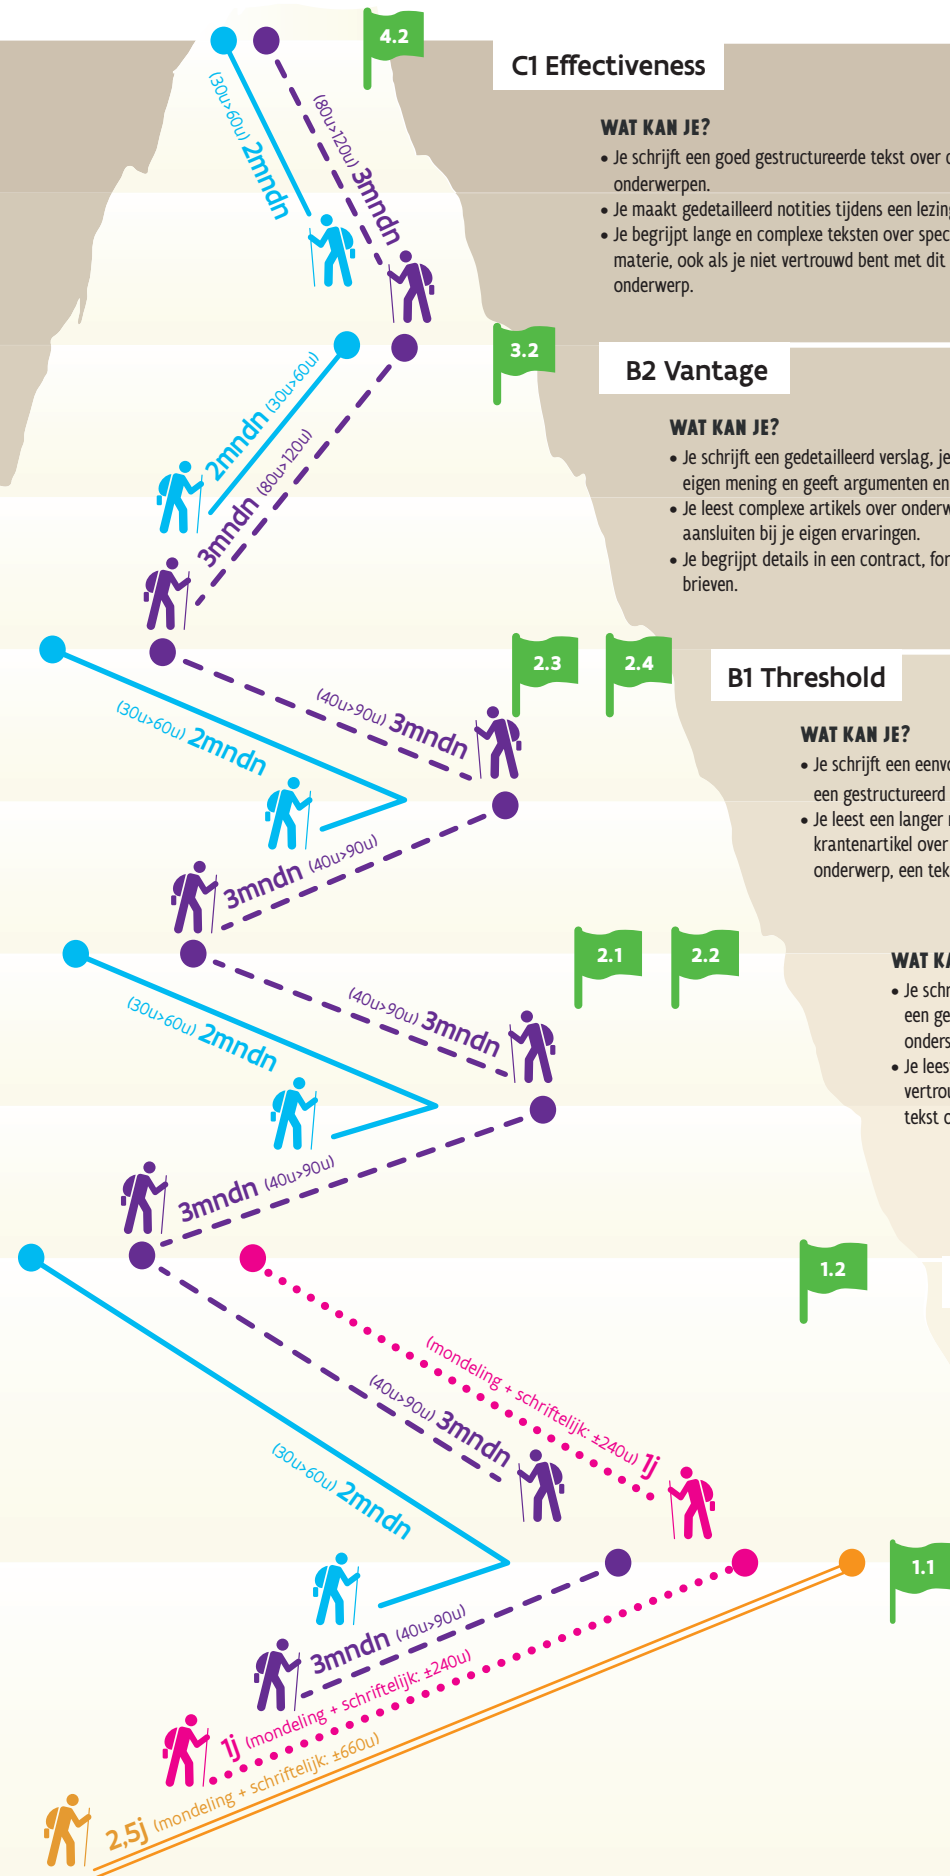 4.2
C1 Effectiveness
(30u>60u) 2mndn
(80u>120u) 3mndn
WAT KAN JE?
• Je schrijft een goed gestructureerde tekst over
onderwerpen.
• Je maakt gedetailleerd notities tijdens een
• Je begrijpt lange en complexe teksten over
materie, ook als je niet vertrouwd bent met dit
onderwerp.
3.2
B2 Vantage
2mndn (30u>60u)
3mndn (80u>120u)
WAT KAN JE?
• Je schrijft een gedetailleerd verslag, je
eigen mening en geeft argumenten en
• Je leest complexe artikels over
aansluiten bij je eigen ervaringen.
• Je begrijpt details in een contract,
brieven.
2.3
2.4
B1 Threshold
(30u>60u) 2mndn
(40u>90u) 3mndn
WAT KAN JE?
• Je schrijft een
een gestructureerd
• Je leest een langer
krantenartikel over
onderwerp, een
3mndn (40u>90u)
2.1
2.2
WAT
• Je
een
• Je
(30u>60u) 2mndn
(40u>90u) 3mndn
tekst
3mndn (40u>90u)
1.2
(mondeling + schriftelijk: ±240u) 1j
(40u>90u) 3mndn
(30u>60u) 2mndn
1.1
3mndn (40u>90u)
1j (mondeling + schriftelijk: ±240u)
2,5j (mondeling + schriftelijk: ±660u)